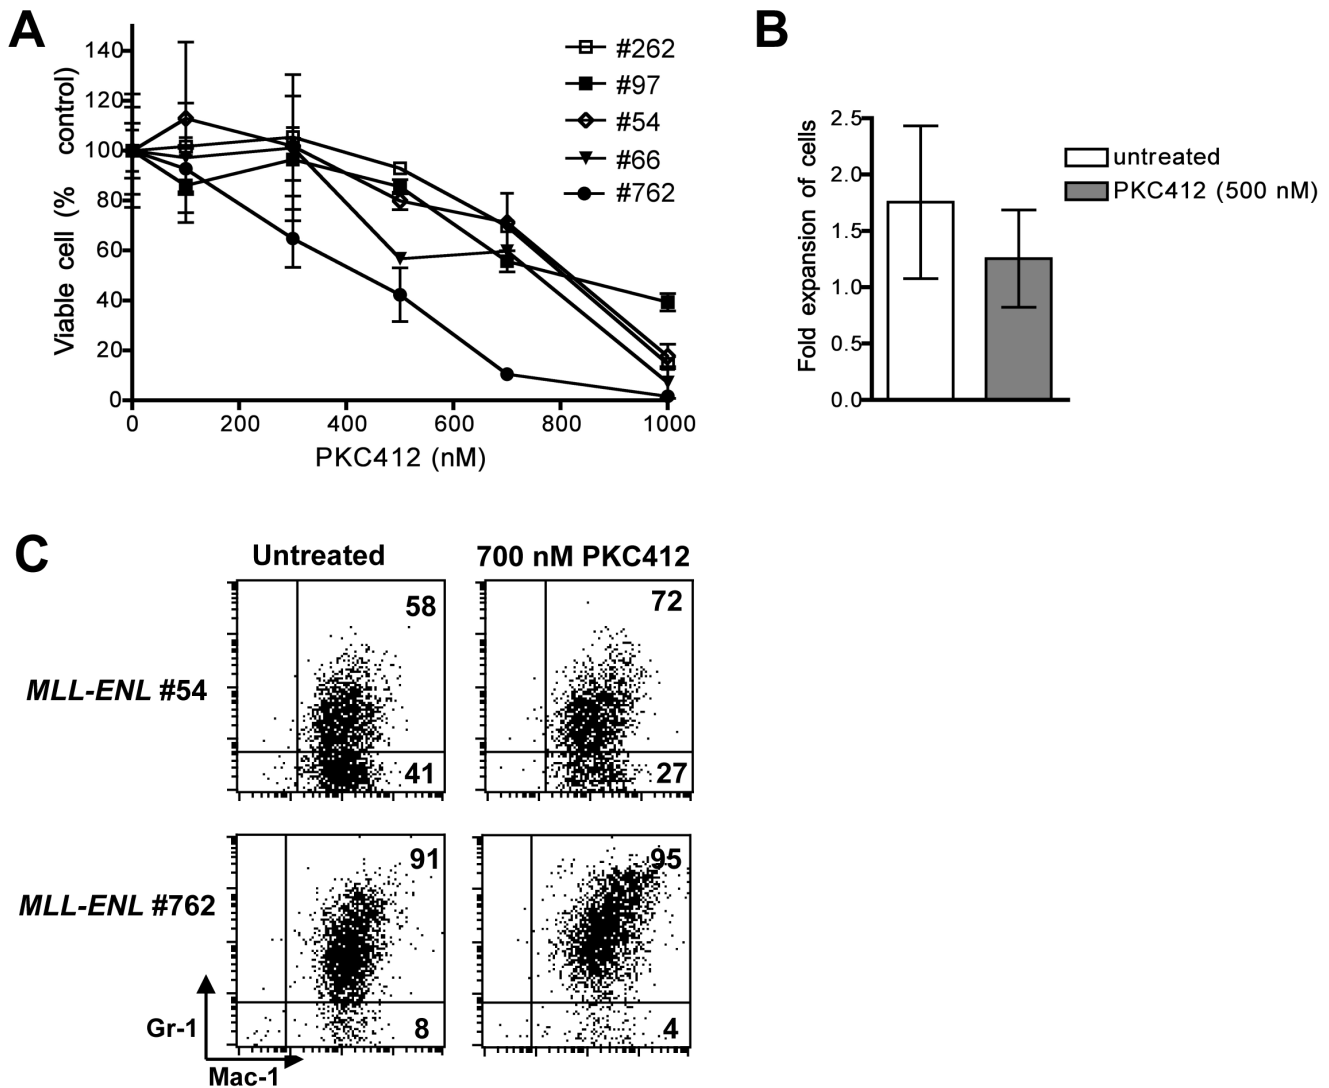 A
Viable cell (% control)
140
120
100
80
60
40
20
0
0 200 400 600 800 1000
PKC412 (nM)
#262
#97
#54
#66
#762
B
Fold expansion of cells
2.5
2.0
1.5
1.0
0.5
0.0
untreated
PKC412 (500 nM)
C
Untreated 700 nM PKC412
MLL-ENL #54
58 72
41 27
MLL-ENL #762
91 95
8 4
Gr-1
Mac-1